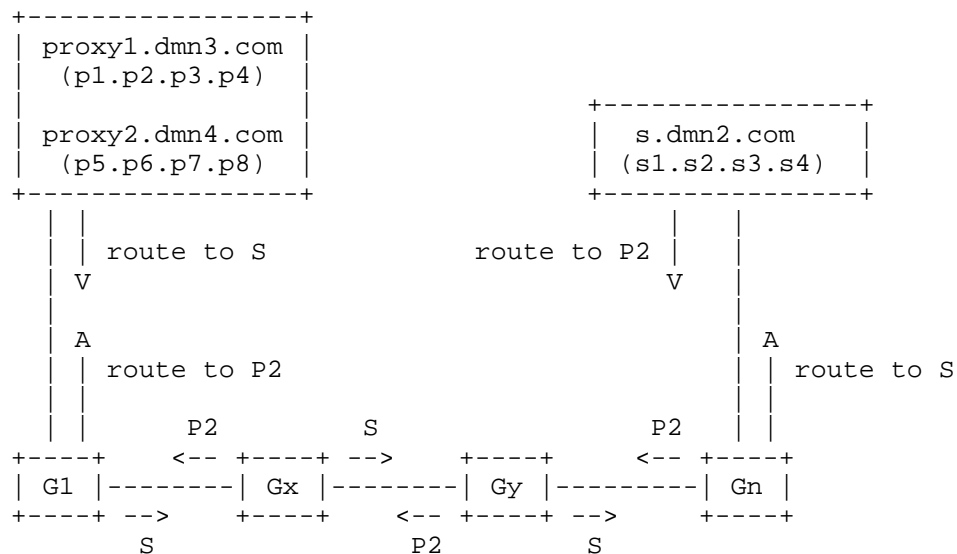 proxy1.dmn3.com
(p1.p2.p3.p4)
proxy2.dmn4.com
(p5.p6.p7.p8)
s.dmn2.com
(s1.s2.s3.s4)
route to S
route to P2
V
V
A
A
route to P2
route to S
P2 S P2
<-- --> <--
G1 Gx Gy Gn
--> <-- -->
S P2 S